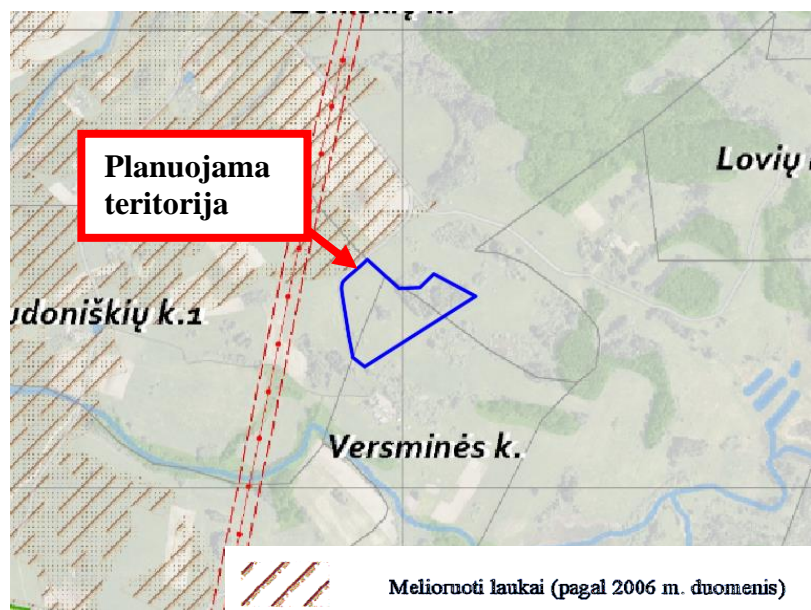 Planuojama
teritorija
Lovių
udoniškių k.1
Versminės k.
Melioruoti laukai (pagal 2006 m. duomenis)